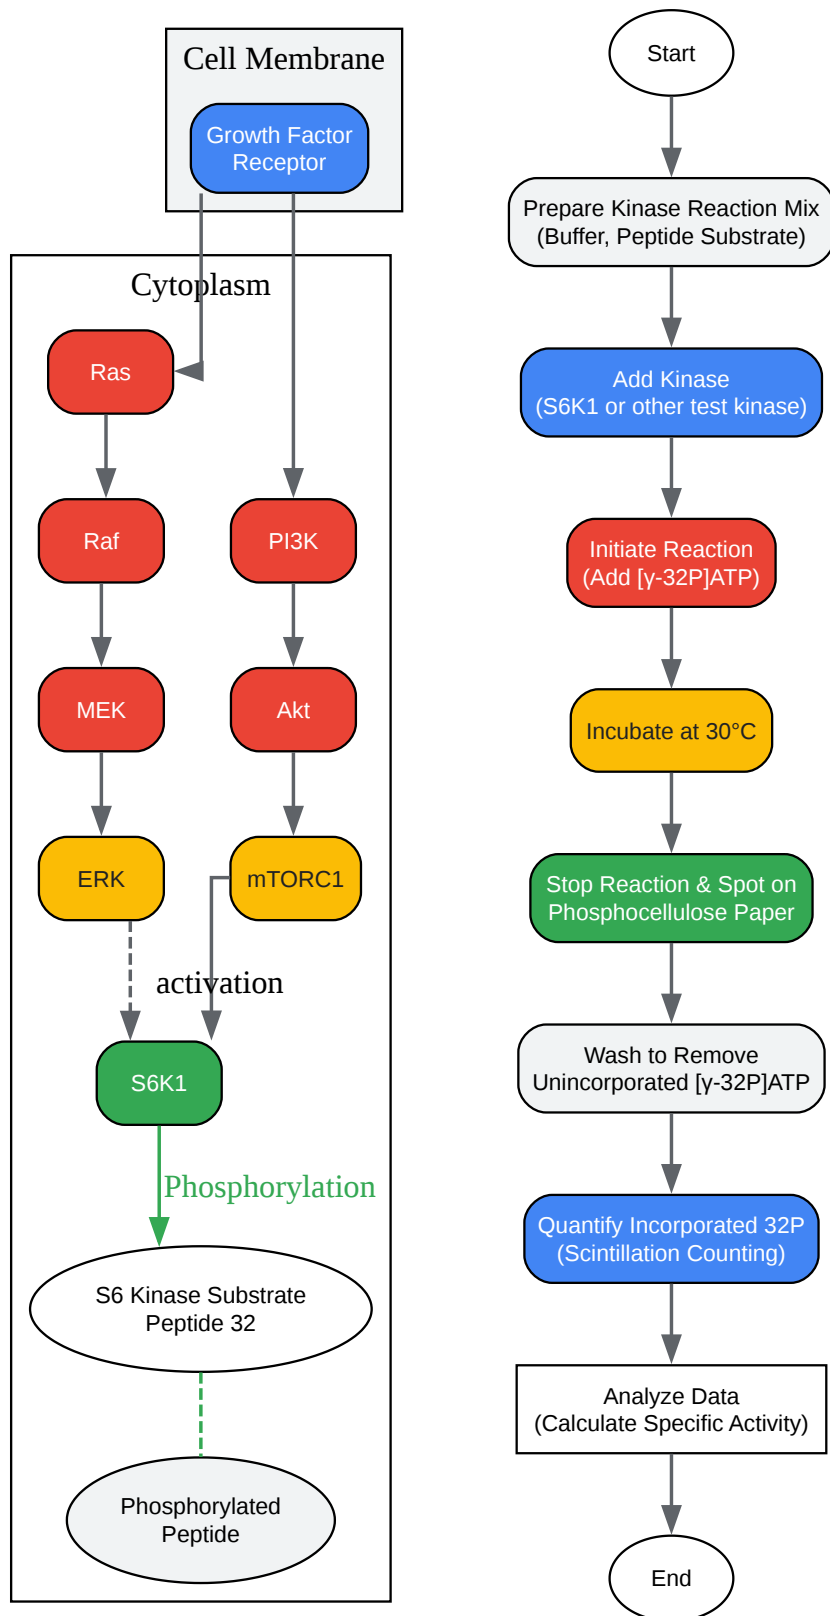 Cell Membrane
Growth Factor
Receptor
Cytoplasm
Ras
Raf
PI3K
MEK
Akt
ERK
mTORC1
activation
S6K1
Phosphorylation
S6 Kinase Substrate
Peptide 32
Phosphorylated
Peptide
Start
Prepare Kinase Reaction Mix
(Buffer, Peptide Substrate)
Add Kinase
(S6K1 or other test kinase)
Initiate Reaction
(Add [γ-32P]ATP)
Incubate at 30°C
Stop Reaction & Spot on
Phosphocellulose Paper
Wash to Remove
Unincorporated [γ-32P]ATP
Quantify Incorporated 32P
(Scintillation Counting)
Analyze Data
(Calculate Specific Activity)
End